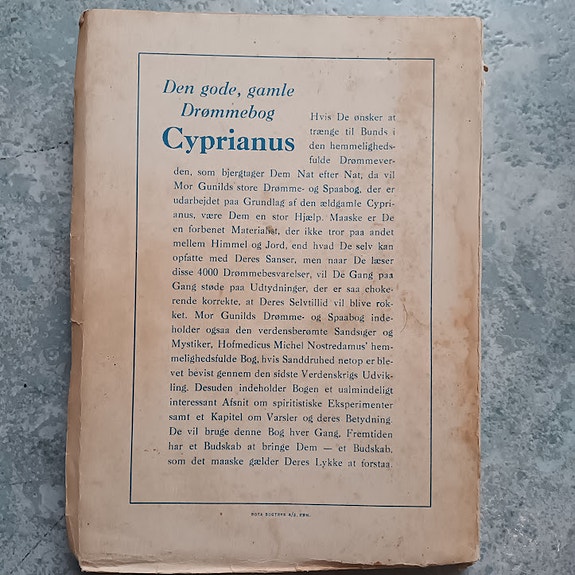 Den gode, gamle
Drømmebog
Cyprianus
Hvis De ønsker at
trænge til Bunds i
den hemmeligheds-
fulde Drømmever-
den, som bjergtager Dem Nat efter Nat, da vil
Mor Gunilds store Drømme- og Spaabog, der er
udarbejdet paa Grundlag af den ældgamle Cypri-
anus, være Dem en stor Hjælp. Maaske er De
en forbenet Materialist, der ikke tror paa andet
mellem Himmel og Jord, end hvad De selv kan
opfatte med Deres Sanser, men naar De læser
disse 4000 Drømmebesvarelser, vil De Gang paa
Gang støde paa Udtydninger, der er saa choke-
rende korrekte, at Deres Selvtillid vil blive rok-
ket. Mor Gunilds Drømme- og Spaabog inde-
holder ogsaa den verdensberømte Sandsiger og
Mystiker, Hofmedicus Michel Nostredamus' hem-
melighedsfulde Bog, hvis Sanddruhed netop er ble-
vet bevist gennem den sidste Verdenskrigs Udvik-
ling. Desuden indeholder Bogen et ualmindeligt
interessant Afsnit om spiritistiske Eksperimenter
samt et Kapitel om Varsler og deres Betydning.
De vil bruge denne Bog hver Gang, Fremtiden
har et Budskab at bringe Dem — et Budskab,
som det maaske gælder Deres Lykke at forstaa.
A/S, KBH.